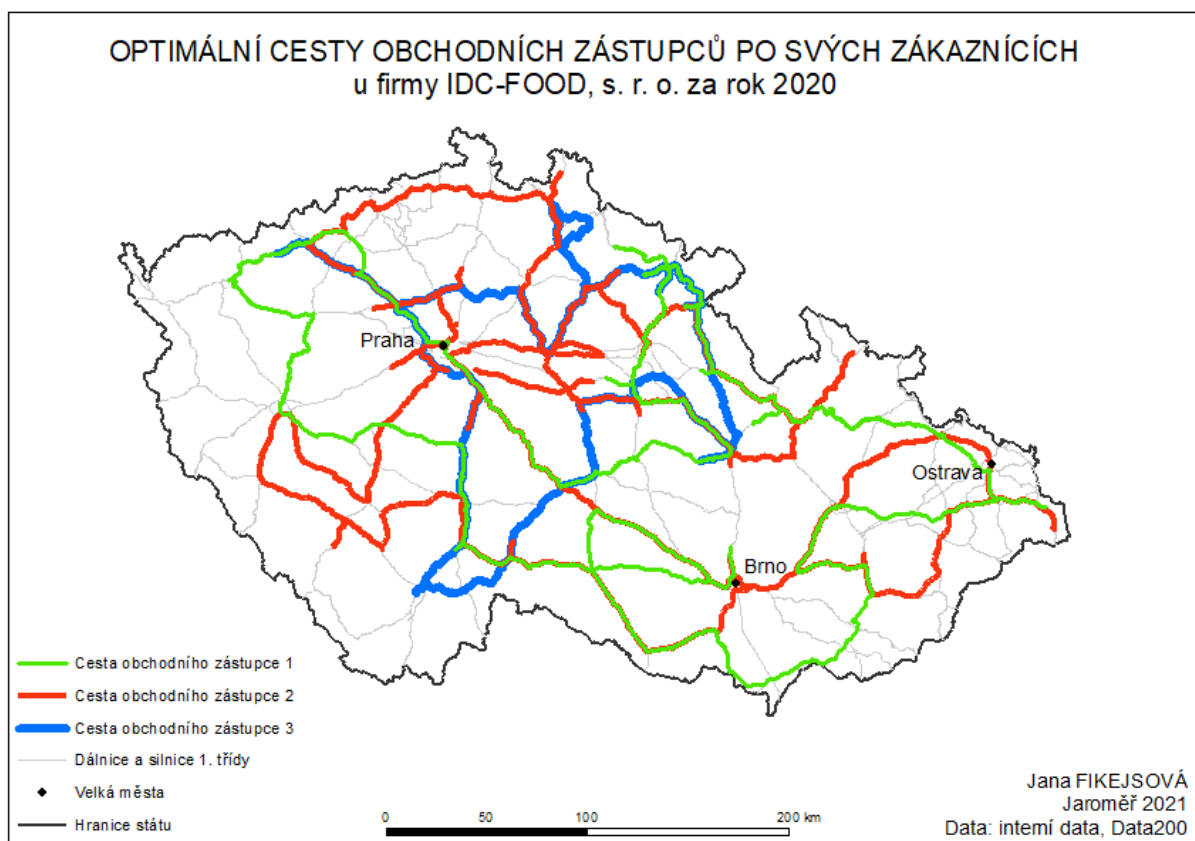 OPTIMÁLNÍ CESTY OBCHODNÍCH ZÁSTUPCŮ PO SVÝCH ZÁKAZNÍCÍCH
u firmy IDC-FOOD, s. r. o. za rok 2020
Praha
Ostrava
Brno
Cesta obchodního zástupce 1
Cesta obchodního zástupce 2
Cesta obchodního zástupce 3
Dálnice a silnice 1. třídy
Velká města
Hranice státu
0 50 100 200 km
Jana FIKEJSOVÁ
Jaroměř 2021
Data: interní data, Data200